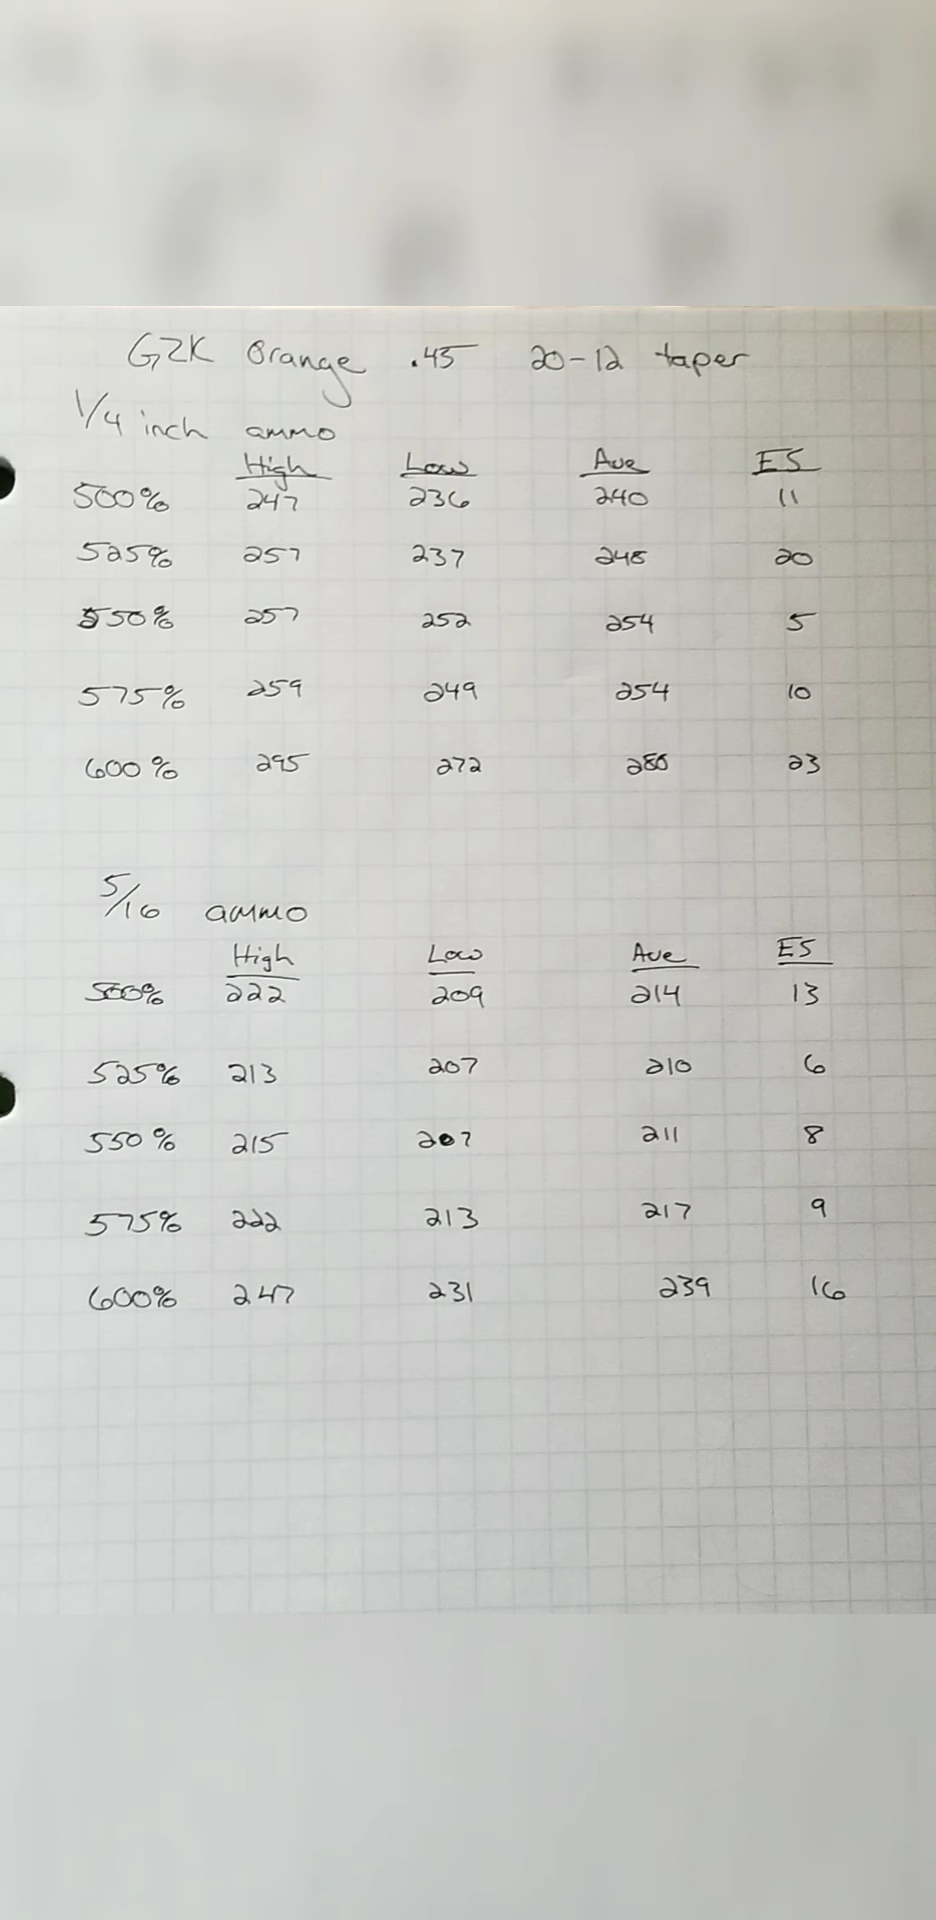 GZK Orange .45 20-12 taper
1/4 inch ammo
High Low Ave ES
500% 247 236 240 11
525% 257 237 248 20
550% 257 252 254 5
575% 259 249 254 10
600% 295 272 280 23
5/16 ammo
High Low Ave ES
500% 222 209 214 13
525% 213 207 210 6
550% 215 207 211 8
575% 222 213 217 9
600% 247 231 239 16